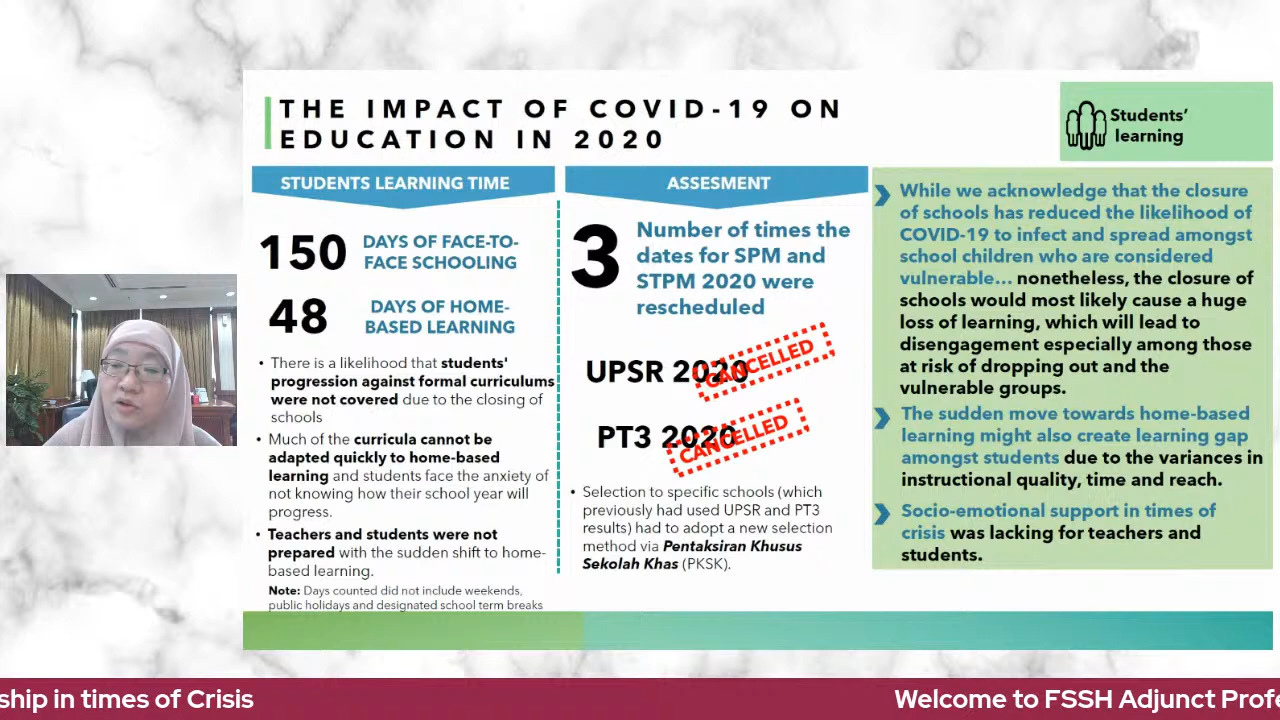 THE IMPACT OF COVID-19 ON
EDUCATION IN 2020
Students'
learning
STUDENTS LEARNING TIME
150
DAYS OF FACE-TO-
FACE SCHOOLING
48
DAYS OF HOME-
BASED LEARNING
• There is a likelihood that students'
progression against formal curriculums
were not covered due to the closing of
schools
• Much of the curricula cannot be
adapted quickly to home-based
learning and students face the anxiety of
not knowing how their school year will
progress.
• Teachers and students were not
prepared with the sudden shift to home-
based learning.
Note: Days counted did not include weekends,
public holidays and designated school term breaks
ASSESMENT
3
Number of times the
dates for SPM and
STPM 2020 were
rescheduled
UPSR 2020
CANCELLED
PT3 2020
CANCELLED
• Selection to specific schools (which
previously had used UPSR and PT3
results) had to adopt a new selection
method via Pentaksiran Khusus
Sekolah Khas (PKSK).
While we acknowledge that the closure
of schools has reduced the likelihood of
COVID-19 to infect and spread amongst
school children who are considered
vulnerable... nonetheless, the closure of
schools would most likely cause a huge
loss of learning, which will lead to
disengagement especially among those
at risk of dropping out and the
vulnerable groups.
The sudden move towards home-based
learning might also create learning gap
amongst students due to the variances in
instructional quality, time and reach.
Socio-emotional support in times of
crisis was lacking for teachers and
students.
ship in times of Crisis
Welcome to FSSH Adjunct Profe